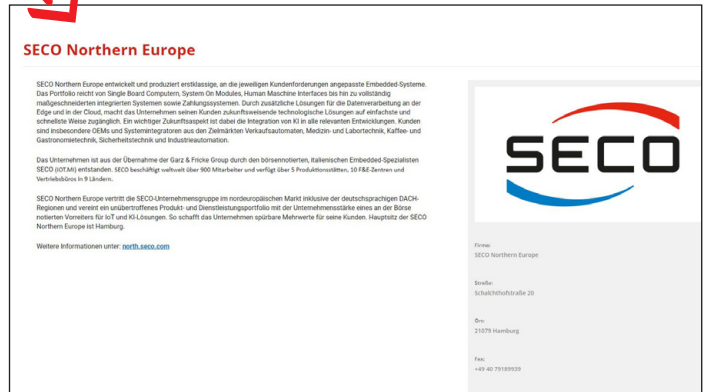 SECO Northern Europe
SECO Northern Europe entwickelt und produziert erstklassige, an die jeweiligen Kundenforderungen angepasste Embedded-Systeme.
Das Portfolio reicht von Single Board Computern, System On Modules, Human Maschine Interfaces bis hin zu vollständig
maßgeschneiderten integrierten Systemen sowie Zahlungssystemen. Durch zusätzliche Lösungen für die Datenverarbeitung an der
Edge und in der Cloud, macht das Unternehmen seinen Kunden zukunftsweisende technologische Lösungen auf einfachste und
schnellste Weise zugänglich. Ein wichtiger Zukunftsaspekt ist dabei die Integration von KI in alle relevanten Entwicklungen. Kunden
sind insbesondere OEMs und Systemintegratoren aus den Zielmärkten Verkaufsautomaten, Medizin- und Labortechnik, Kaffee- und
Gastronomietechnik, Sicherheitstechnik und Industrieautomation.
Das Unternehmen ist aus der Übernahme der Garz & Fricke Group durch den börsennotierten, italienischen Embedded-Spezialisten
SECO (IOT.MI) entstanden. SECO beschäftigt weltweit über 900 Mitarbeiter und verfügt über 5 Produktionsstätten, 10 F&E-Zentren und
Vertriebsbüros in 9 Ländern.
SECO Northern Europe vertritt die SECO-Unternehmensgruppe im nordeuropäischen Markt inklusive der deutschsprachigen DACH-
Regionen und vereint ein unübertroffenes Produkt- und Dienstleistungsportfolio mit der Unternehmensstärke eines an der Börse
notierten Vorreiters für IoT und KI-Lösungen. So schafft das Unternehmen spürbare Mehrwerte für seine Kunden. Hauptsitz der SECO
Northern Europe ist Hamburg.
Weitere Informationen unter: north.seco.com
SECO
Firma:
SECO Northern Europe
Straße:
Schalchthofstraße 20
Ort:
21079 Hamburg
Fax:
+49 40 79189939